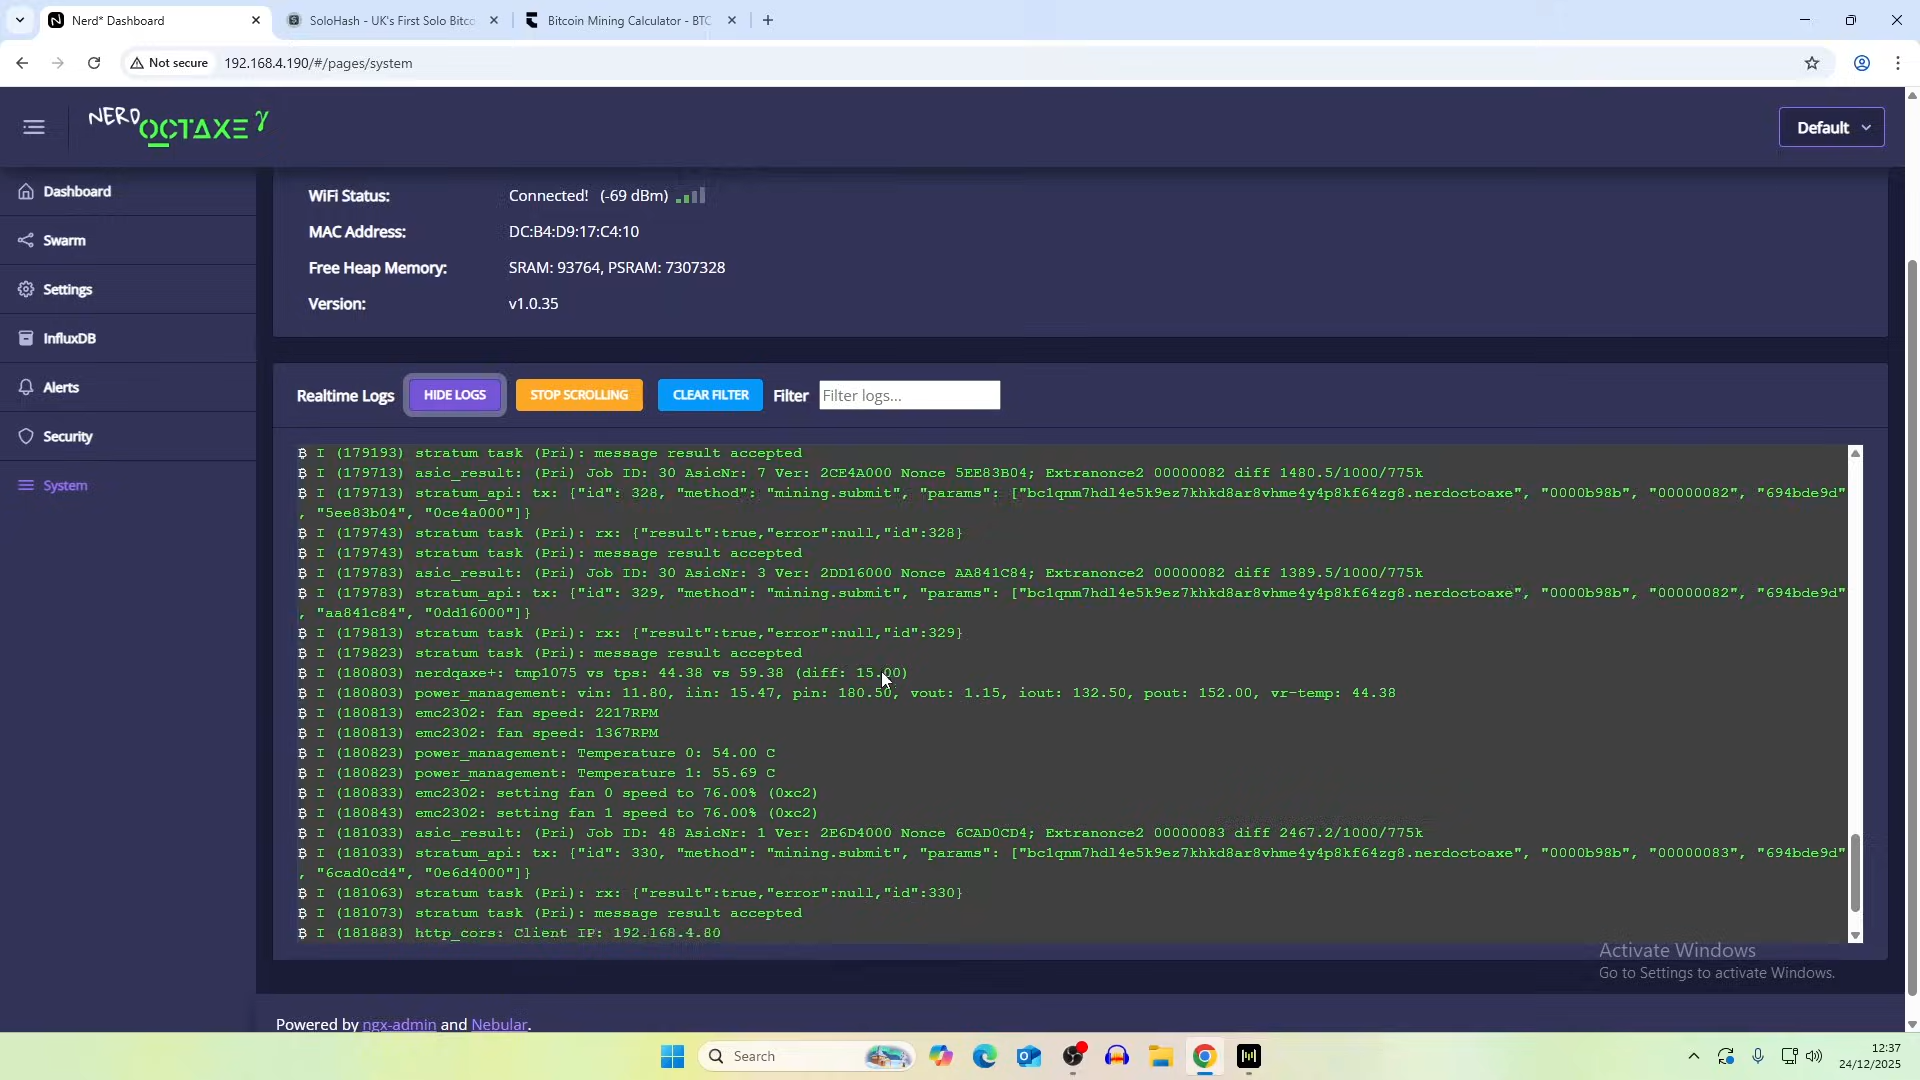 Nerd* Dashboard
SoloHash - UK's First Solo Bitco
Bitcoin Mining Calculator - BTC
Not secure
192.168.4.190/#/pages/system
NERD OCTAXE γ
Default
Dashboard
Swarm
Settings
InfluxDB
Alerts
Security
System
WiFi Status: Connected! (-69 dBm)
MAC Address: DC:B4:D9:17:C4:10
Free Heap Memory: SRAM: 93764, PSRAM: 7307328
Version: v1.0.35
Realtime Logs HIDE LOGS STOP SCROLLING CLEAR FILTER Filter Filter logs...
₿ I (179193) stratum task (Pri): message result accepted
₿ I (179713) asic_result: (Pri) Job ID: 30 AsicNr: 7 Ver: 2CE4A000 Nonce 5EE83B04; Extranonce2 00000082 diff 1480.5/1000/775k
₿ I (179713) stratum_api: tx: {"id": 328, "method": "mining.submit", "params": ["bc1qnm7hdl4e5k9ez7khkd8ar8vhme4y4p8kf64zg8.nerdoctoaxe", "0000b98b", "00000082", "694bde9d"
, "5ee83b04", "0ce4a000"]}
₿ I (179743) stratum task (Pri): rx: {"result":true,"error":null,"id":328}
₿ I (179743) stratum task (Pri): message result accepted
₿ I (179783) asic_result: (Pri) Job ID: 30 AsicNr: 3 Ver: 2DD16000 Nonce AA841C84; Extranonce2 00000082 diff 1389.5/1000/775k
₿ I (179783) stratum_api: tx: {"id": 329, "method": "mining.submit", "params": ["bc1qnm7hdl4e5k9ez7khkd8ar8vhme4y4p8kf64zg8.nerdoctoaxe", "0000b98b", "00000082", "694bde9d"
, "aa841c84", "0dd16000"]}
₿ I (179813) stratum task (Pri): rx: {"result":true,"error":null,"id":329}
₿ I (179823) stratum task (Pri): message result accepted
₿ I (180803) nerdqaxe+: tmp1075 vs tps: 44.38 vs 59.38 (diff: 15.00)
₿ I (180803) power_management: vin: 11.80, iin: 15.47, pin: 180.50, vout: 1.15, iout: 132.50, pout: 152.00, vr-temp: 44.38
₿ I (180813) emc2302: fan speed: 2217RPM
₿ I (180813) emc2302: fan speed: 1367RPM
₿ I (180823) power_management: Temperature 0: 54.00 C
₿ I (180823) power_management: Temperature 1: 55.69 C
₿ I (180833) emc2302: setting fan 0 speed to 76.00% (0xc2)
₿ I (180843) emc2302: setting fan 1 speed to 76.00% (0xc2)
₿ I (181033) asic_result: (Pri) Job ID: 48 AsicNr: 1 Ver: 2E6D4000 Nonce 6CAD0CD4; Extranonce2 00000083 diff 2467.2/1000/775k
₿ I (181033) stratum_api: tx: {"id": 330, "method": "mining.submit", "params": ["bc1qnm7hdl4e5k9ez7khkd8ar8vhme4y4p8kf64zg8.nerdoctoaxe", "0000b98b", "00000083", "694bde9d"
, "6cad0cd4", "0e6d4000"]}
₿ I (181063) stratum task (Pri): rx: {"result":true,"error":null,"id":330}
₿ I (181073) stratum task (Pri): message result accepted
₿ I (181883) http_cors: Client IP: 192.168.4.80
Activate Windows
Go to Settings to activate Windows.
Powered by ngx-admin and Nebular.
Search
12:37
24/12/2025